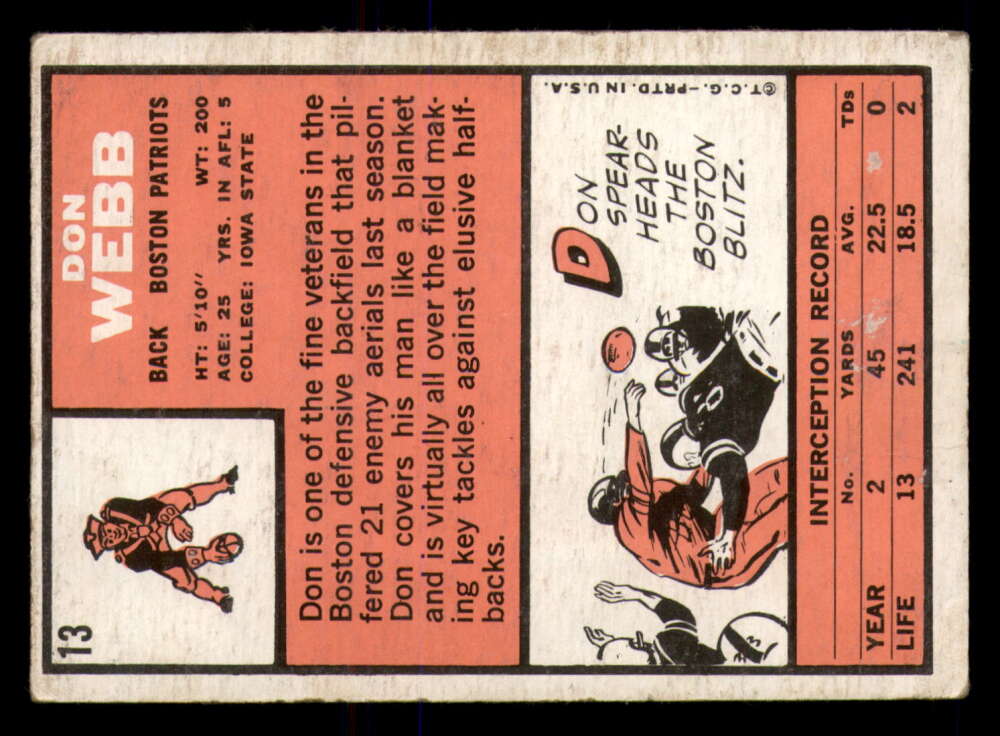 13
DON
WEBB
BACK BOSTON PATRIOTS
HT: 5'10" WT: 200
AGE: 25 YRS. IN AFL: 5
COLLEGE: IOWA STATE
Don is one of the fine veterans in the
Boston defensive backfield that pil-
fered 21 enemy aerials last season.
Don covers his man like a blanket
and is virtually all over the field mak-
ing key tackles against elusive half-
backs.
DON
SPEAR-
HEADS
THE
BOSTON
BLITZ.
©T.C.G.—PRTD. IN U.S.A.
INTERCEPTION RECORD
No. YARDS AVG. TDs
YEAR 2 45 22.5 0
LIFE 13 241 18.5 2